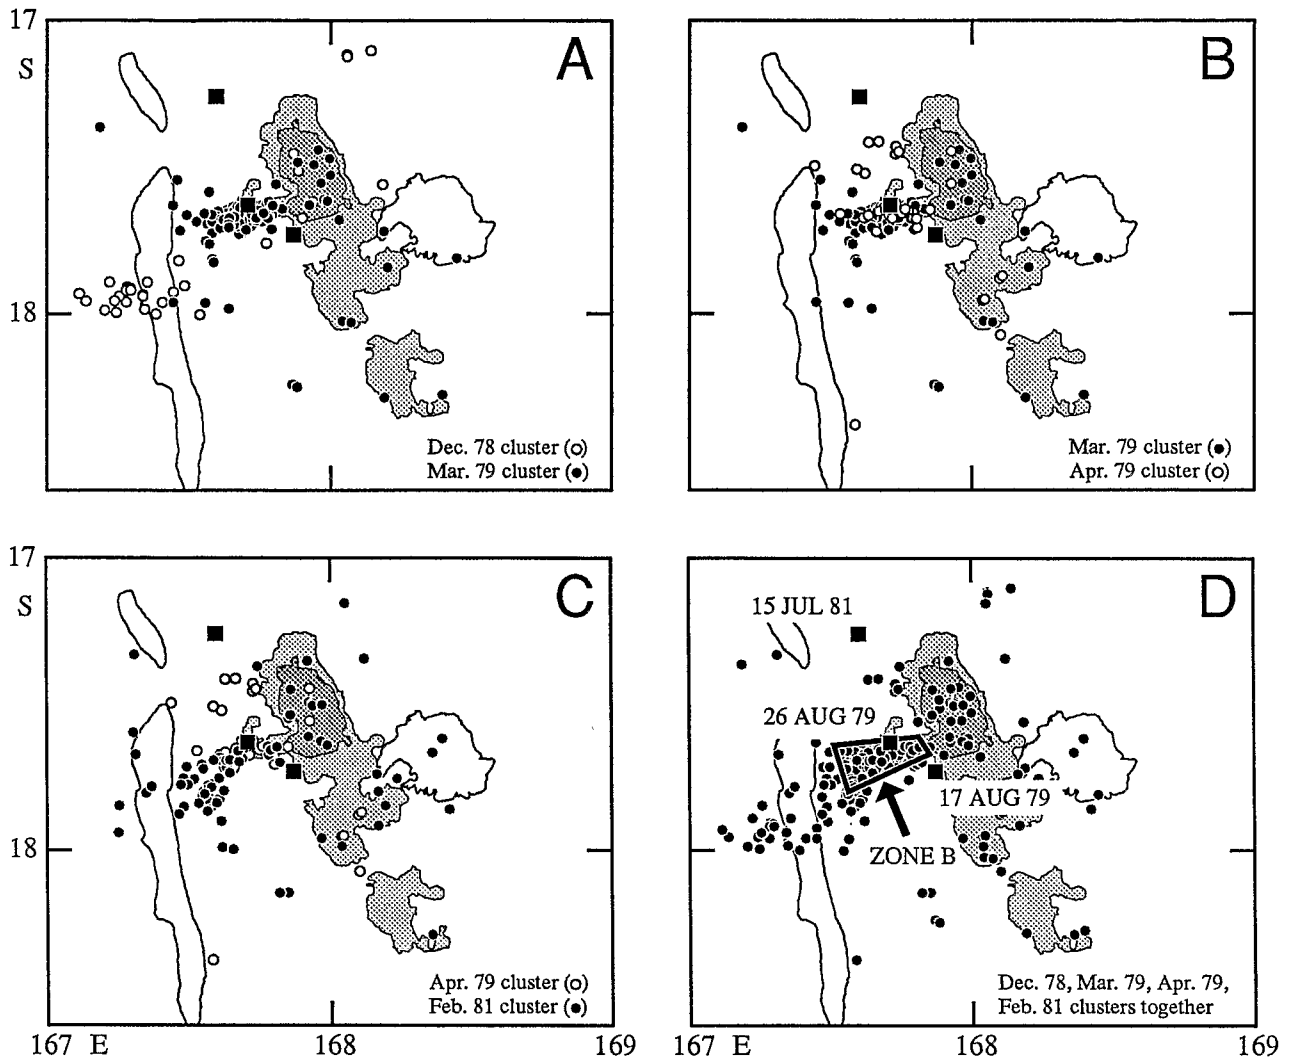 17
S
18
A
Dec. 78 cluster (○)
Mar. 79 cluster (●)
B
Mar. 79 cluster (●)
Apr. 79 cluster (○)
17
S
18
C
Apr. 79 cluster (○)
Feb. 81 cluster (●)
167 E
168
169
D
15 JUL 81
26 AUG 79
17 AUG 79
ZONE B
Dec. 78, Mar. 79, Apr. 79,
Feb. 81 clusters together
167 E
168
169